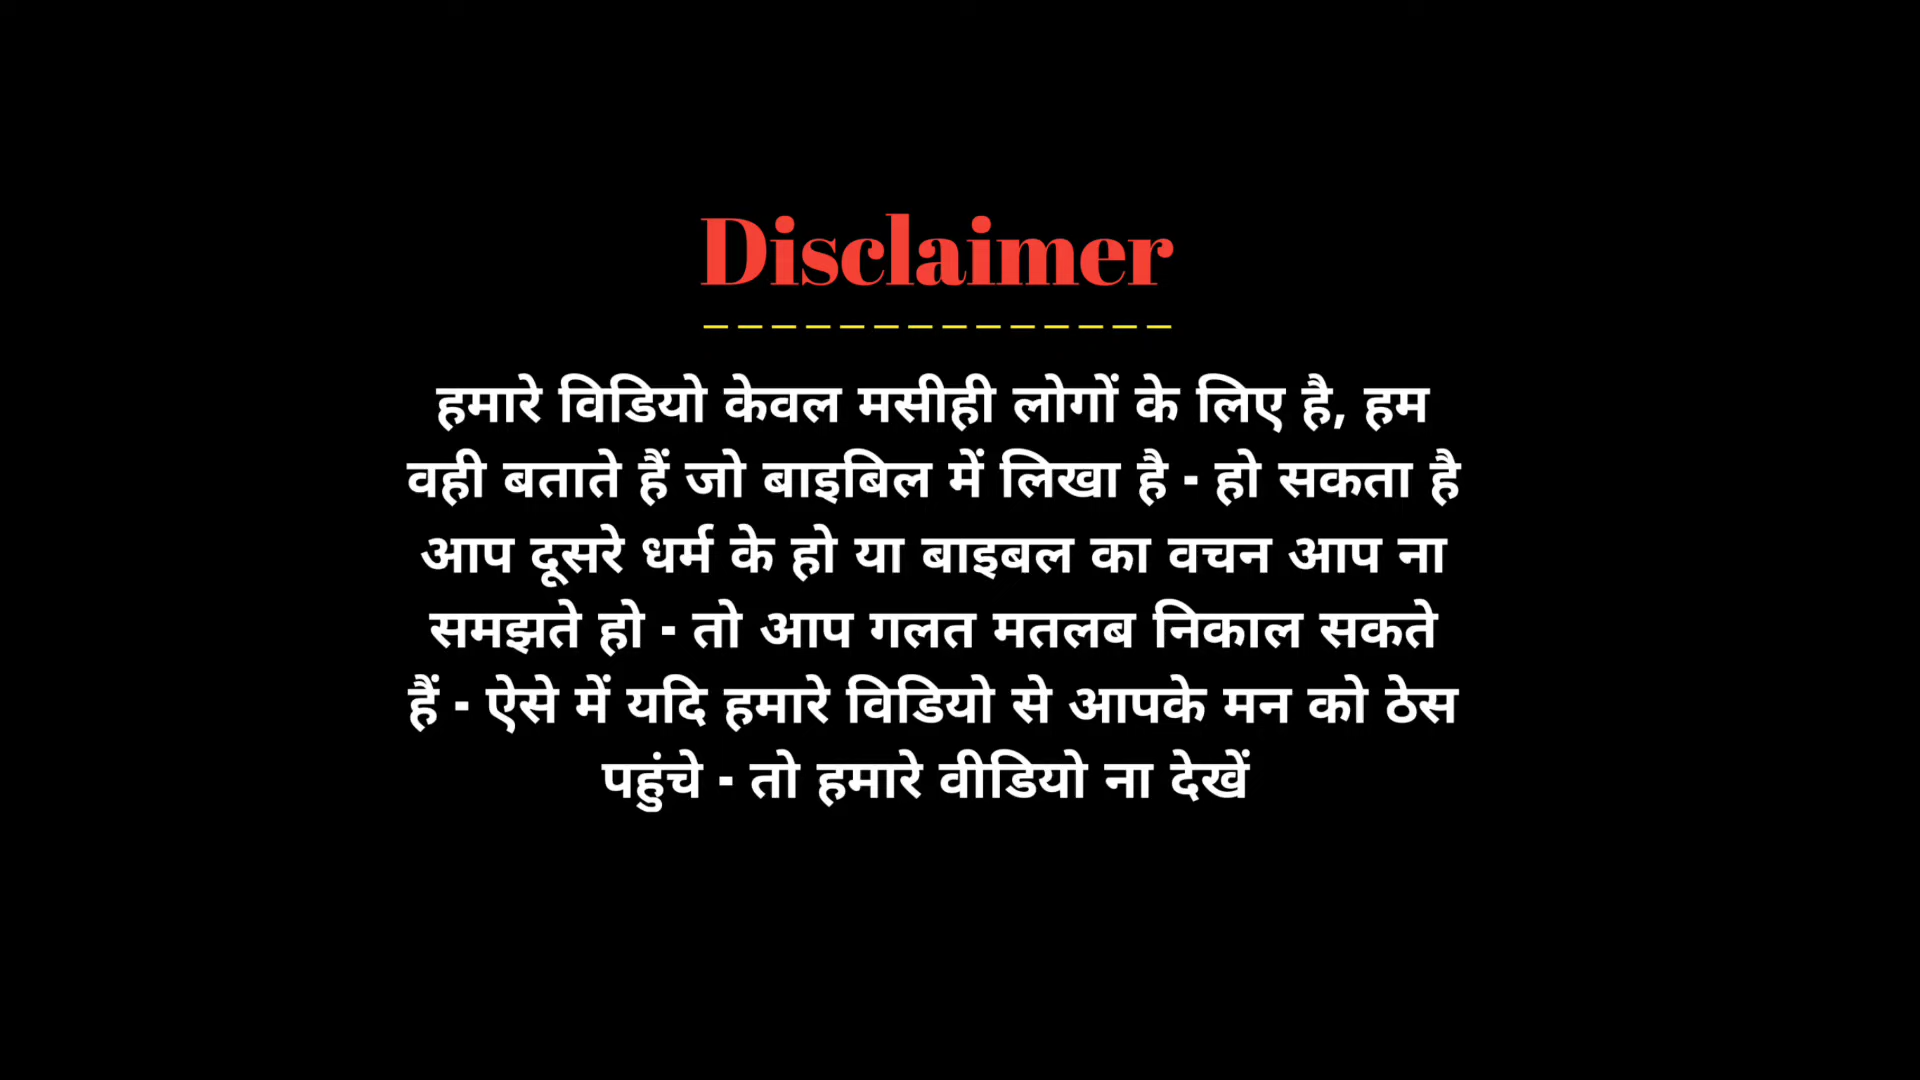 Disclaimer
हमारे विडियो केवल मसीही लोगों के लिए है, हम
वही बताते हैं जो बाइबिल में लिखा है - हो सकता है
आप दूसरे धर्म के हो या बाइबल का वचन आप ना
समझते हो - तो आप गलत मतलब निकाल सकते
हैं - ऐसे में यदि हमारे विडियो से आपके मन को ठेस
पहुंचे - तो हमारे वीडियो ना देखें